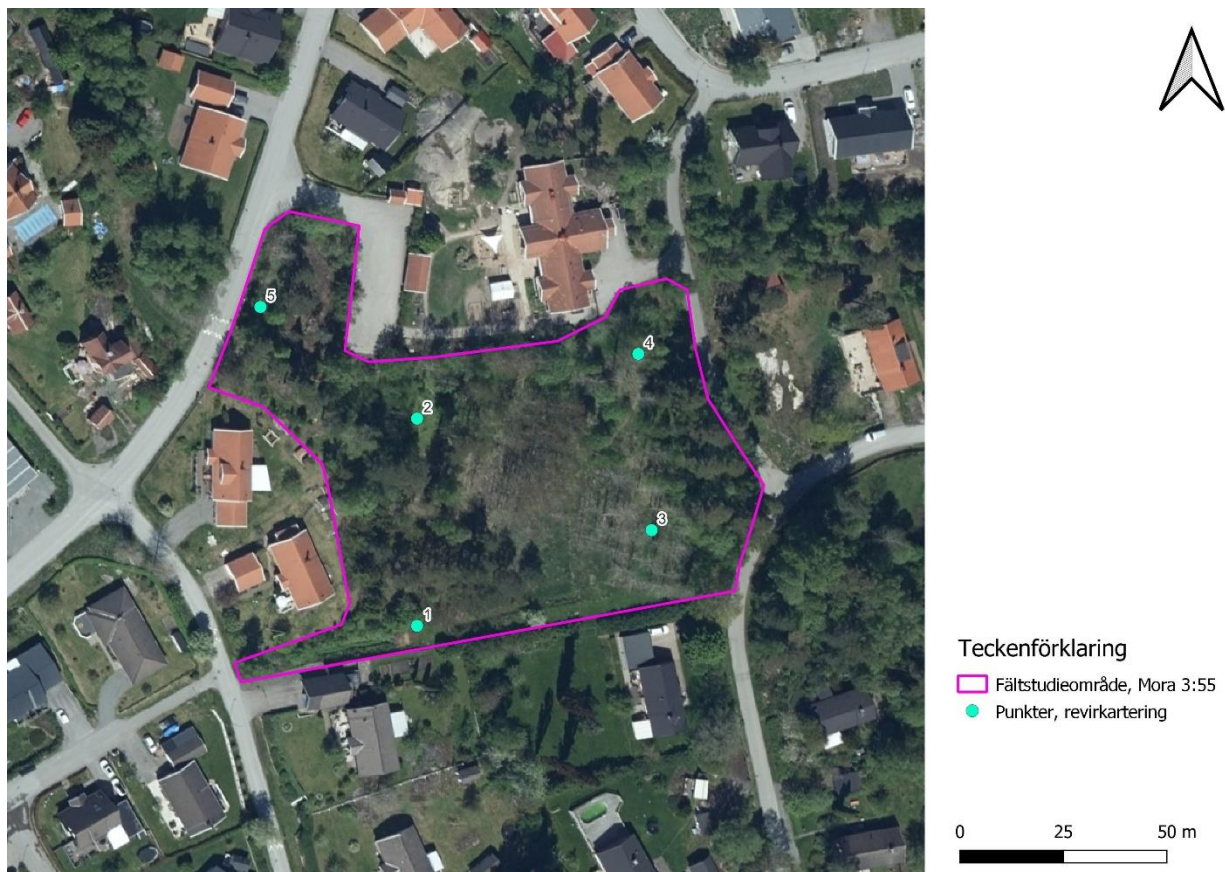 5
4
2
3
1
Teckenförklaring
Fältstudieområde, Mora 3:55
Punkter, revirkartering
0 25 50 m